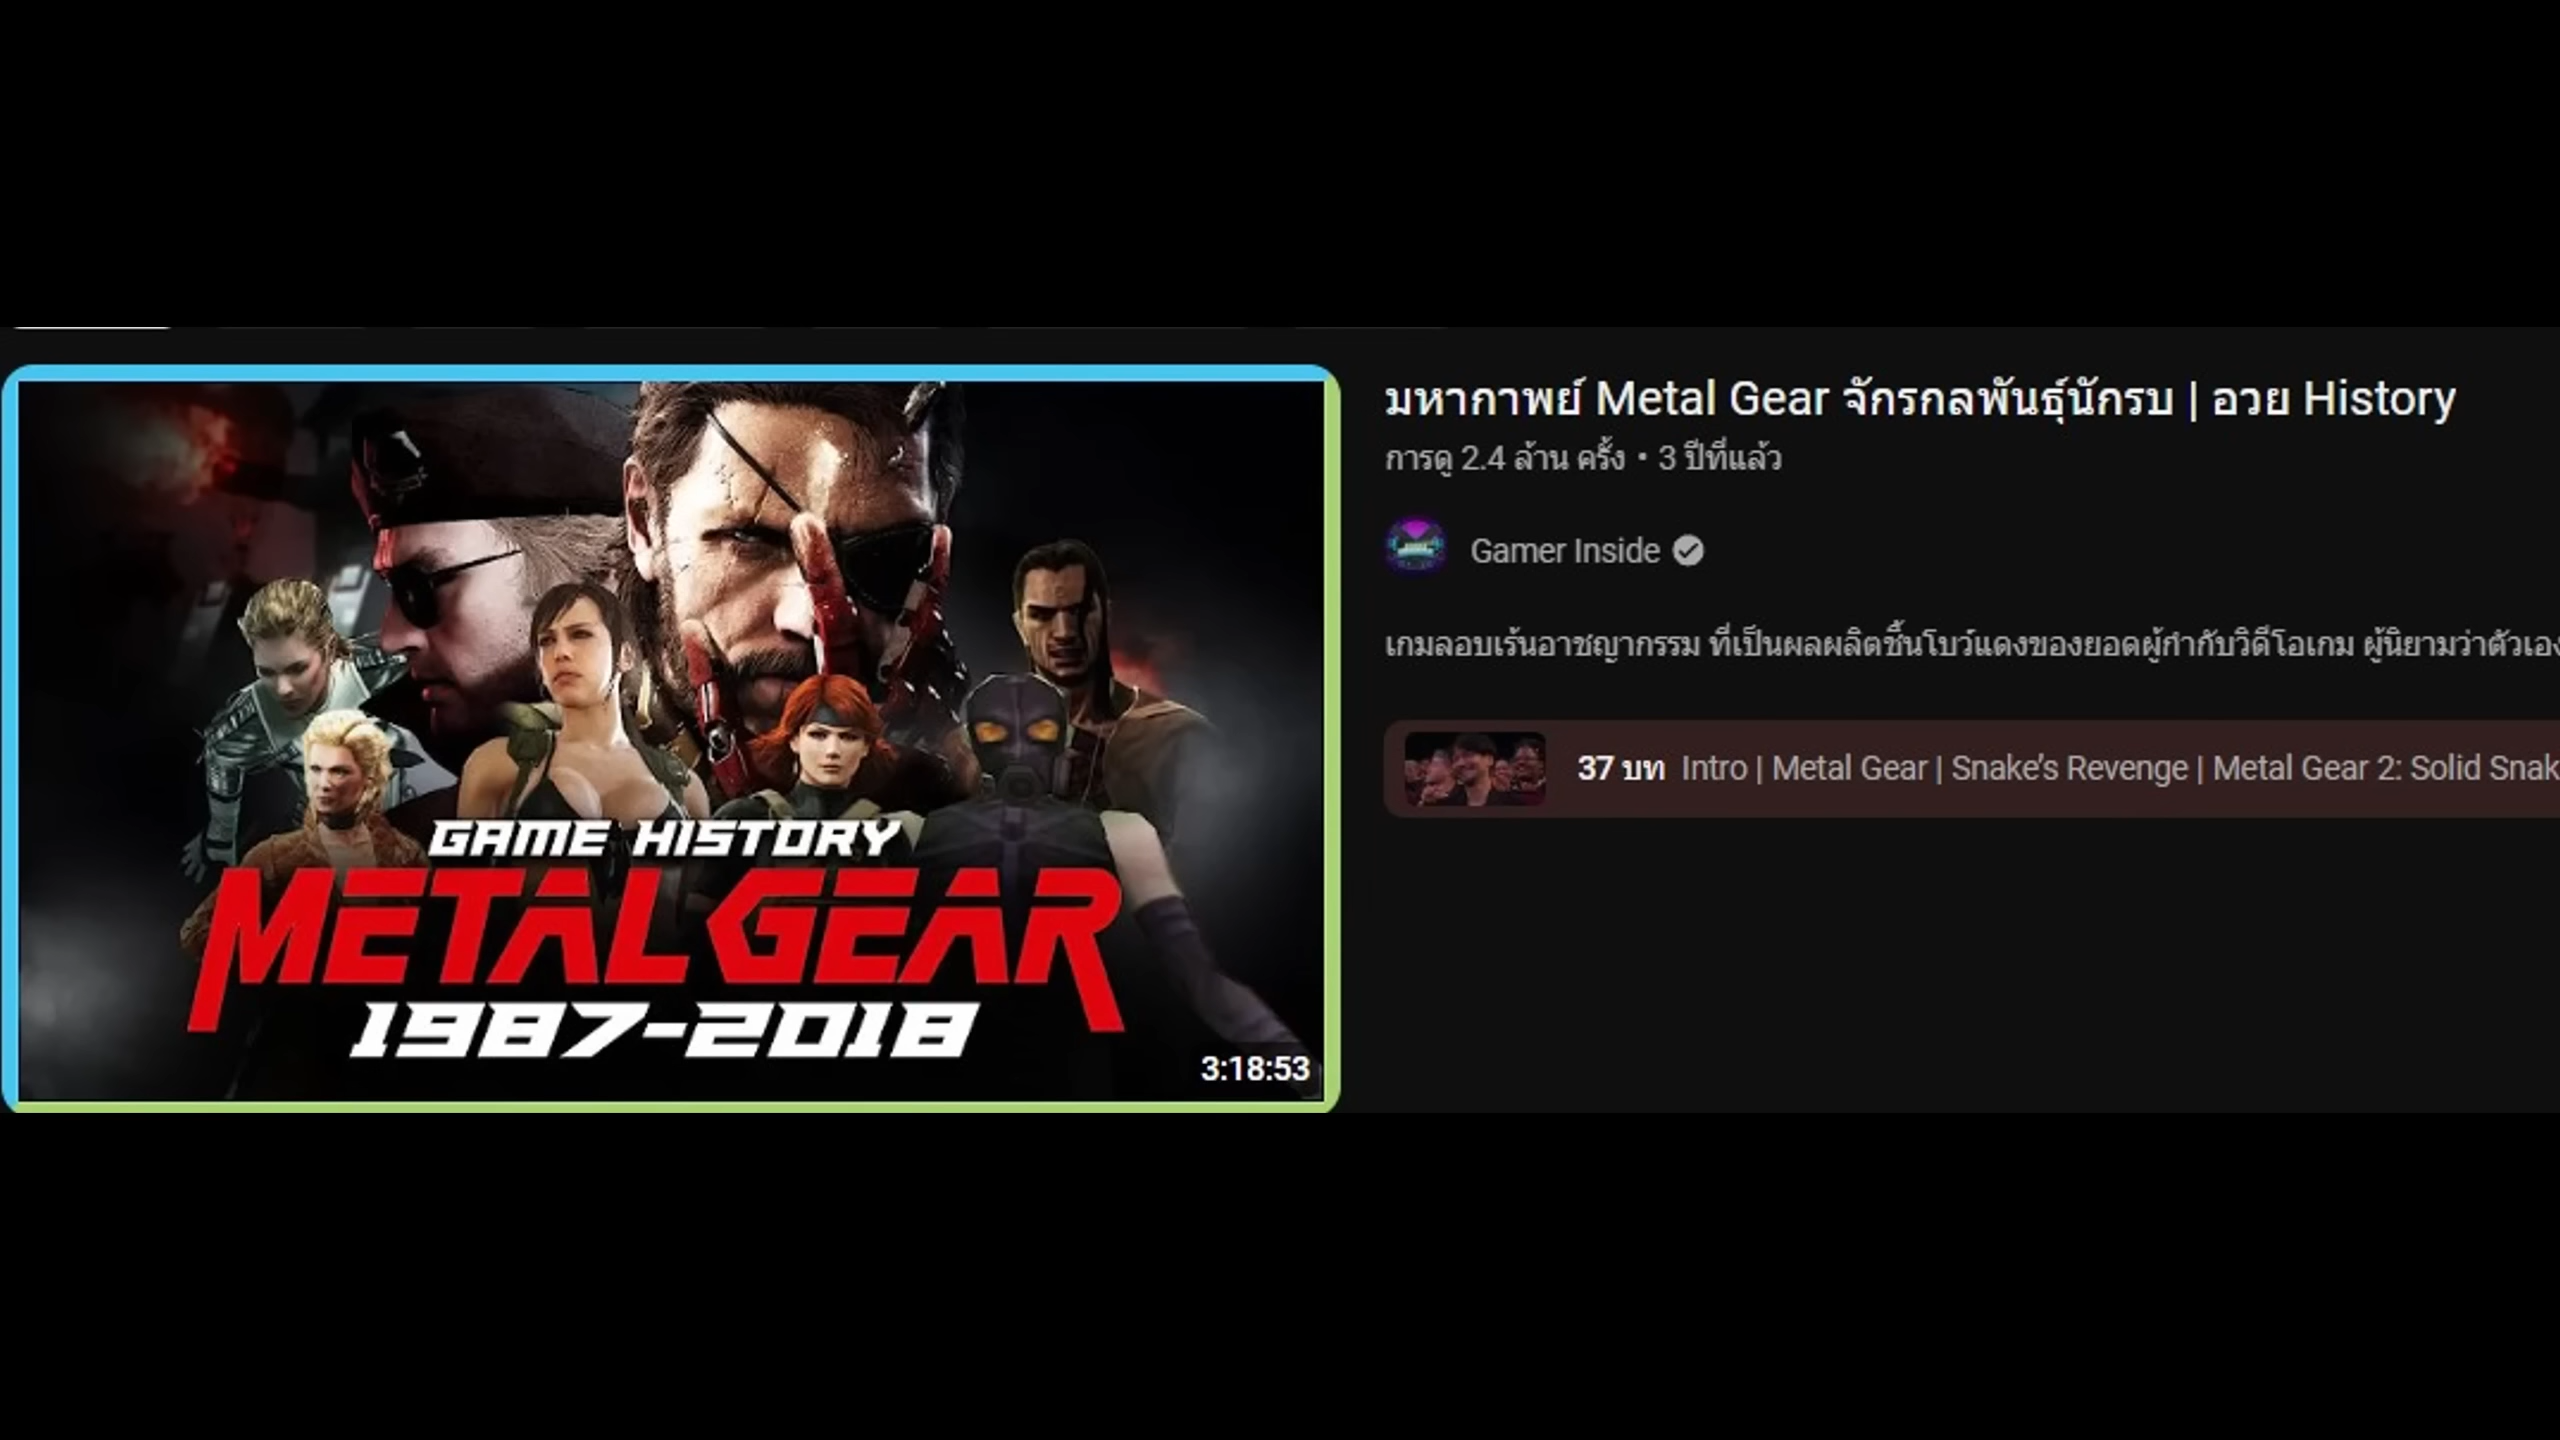 GAME HISTORY
METAL GEAR
1987-2018
3:18:53
มหากาพย์ Metal Gear จักรกลพันธุ์นักรบ | อวย History
การดู 2.4 ล้าน ครั้ง • 3 ปีที่แล้ว
Gamer Inside
เกมลอบเร้นอาชญากรรม ที่เป็นผลผลิตชิ้นโบว์แดงของยอดผู้กำกับวิดีโอเกม ผู้นิยามว่าตัวเอง
37 บท Intro | Metal Gear | Snake's Revenge | Metal Gear 2: Solid Snak